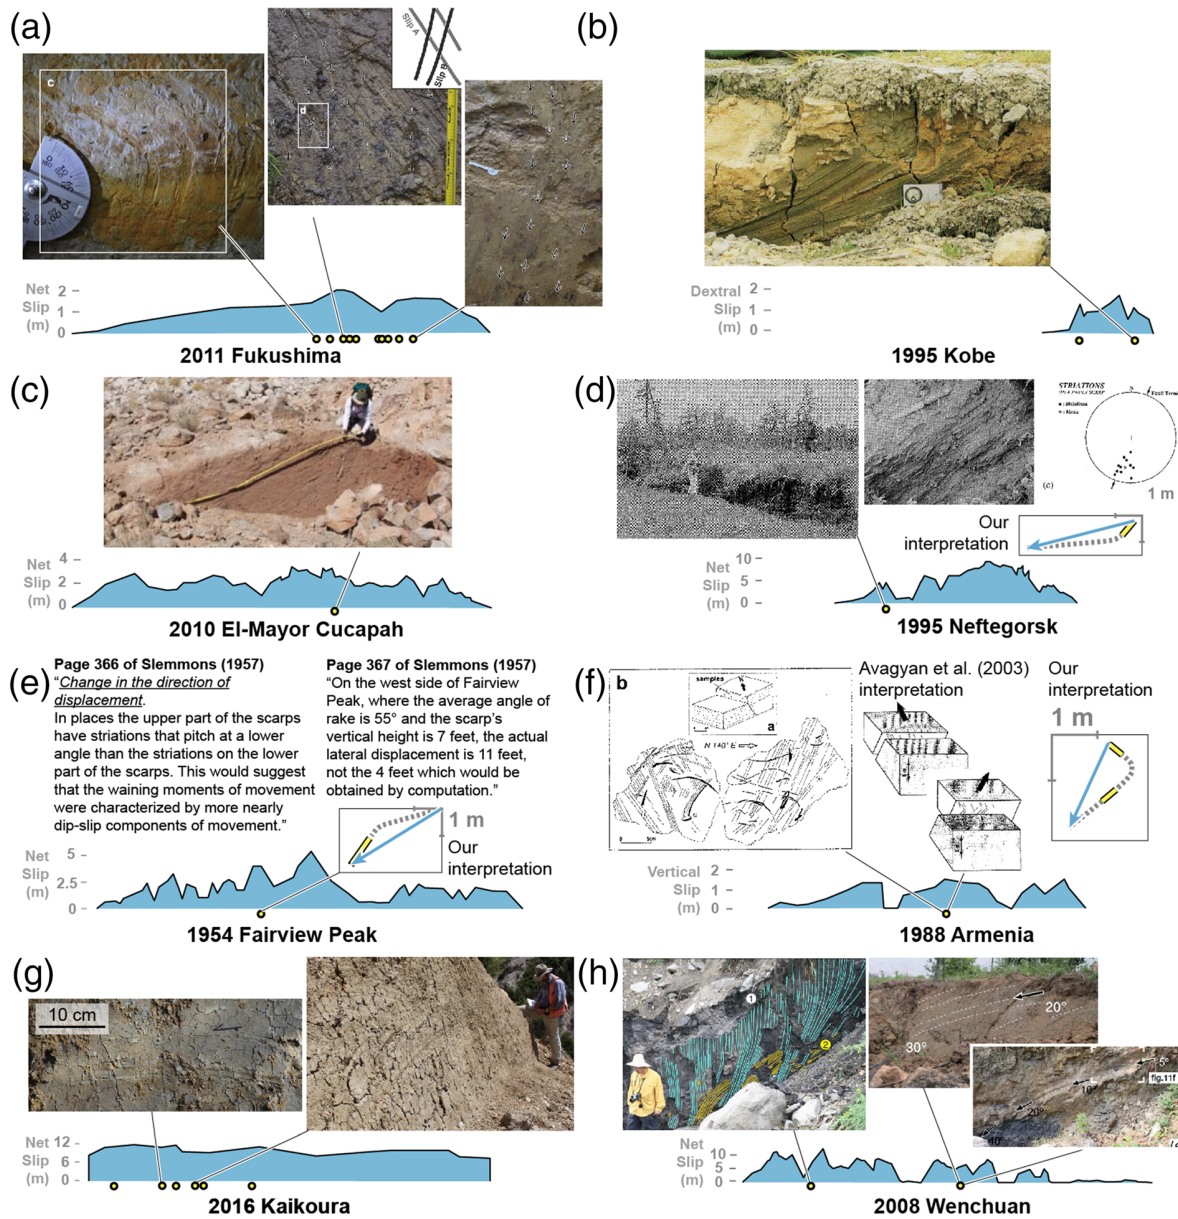 (a)
c
d
Slip A
Slip B
Net
Slip
(m)
2
1
0
2011 Fukushima
(b)
Dextral
Slip
(m)
2
1
0
1995 Kobe
(c)
Net
Slip
(m)
4
2
0
2010 El-Mayor Cucapah
(d)
STRIATIONS
N
: Striations
(c)
1 m
Our
interpretation
Net
Slip
(m)
10
5
0
1995 Neftegorsk
(e)
Page 366 of Slemmons (1957)
“Change in the direction of
displacement.
In places the upper part of the scarps
have striations that pitch at a lower
angle than the striations on the lower
part of the scarps. This would suggest
that the waining moments of movement
were characterized by more nearly
dip-slip components of movement.”
Page 367 of Slemmons (1957)
“On the west side of Fairview
Peak, where the average angle of
rake is 55° and the scarp’s
vertical height is 7 feet, the actual
lateral displacement is 11 feet,
not the 4 feet which would be
obtained by computation.”
1 m
Our
interpretation
Net
Slip
(m)
5
2.5
0
1954 Fairview Peak
(f)
b
samples
a
N 140° E
0 5cm
Avagyan et al. (2003)
interpretation
Our
interpretation
1 m
Vertical
Slip
(m)
2
1
0
1988 Armenia
(g)
10 cm
Net
Slip
(m)
12
6
0
2016 Kaikoura
(h)
1
2
20°
30°
5°
fig.11f
10°
20°
40°
Net
Slip
(m)
10
5
0
2008 Wenchuan